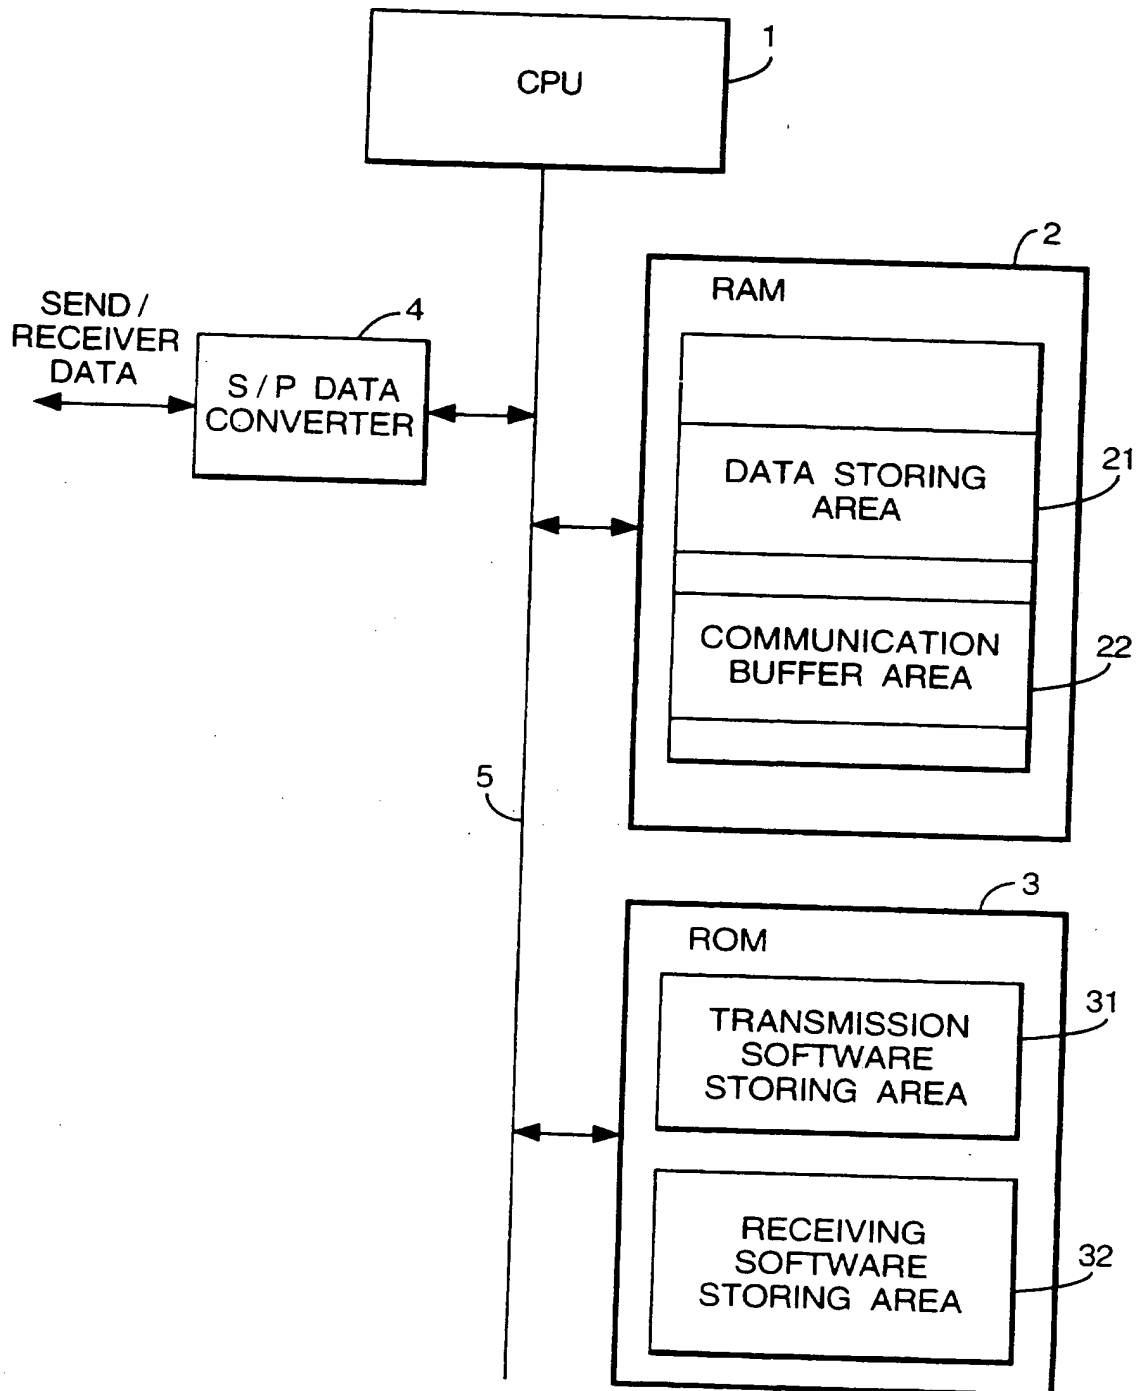 1
CPU
2
RAM
SEND /
RECEIVER
DATA
4
S / P DATA
CONVERTER
DATA STORING
AREA
21
COMMUNICATION
BUFFER AREA
22
5
3
ROM
TRANSMISSION
SOFTWARE
STORING AREA
31
RECEIVING
SOFTWARE
STORING AREA
32